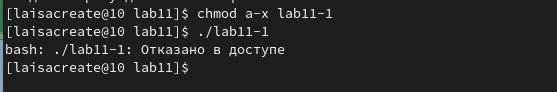 [laisacreate@10 lab11]$ chmod a-x lab11-1
[laisacreate@10 lab11]$ ./lab11-1
bash: ./lab11-1: Отказано в доступе
[laisacreate@10 lab11]$